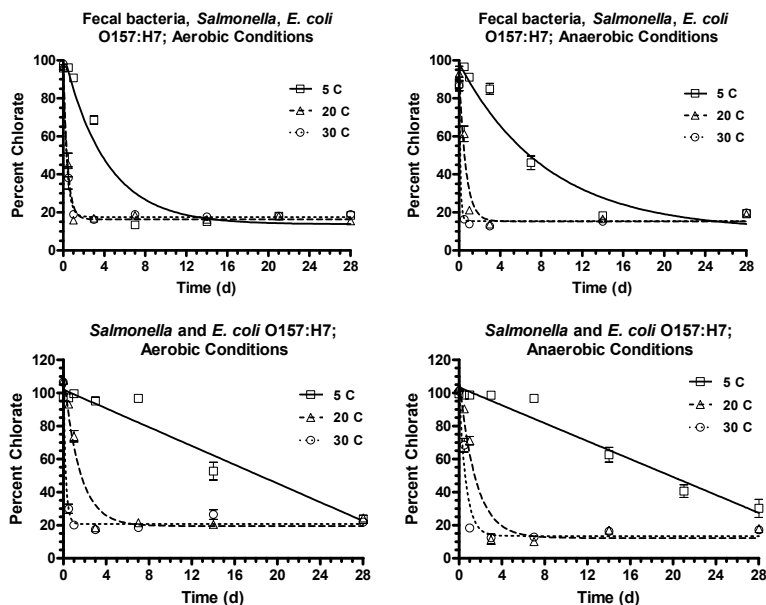 Fecal bacteria, Salmonella, E. coli
O157:H7; Aerobic Conditions
100
80
60
40
20
0
Percent Chlorate
5 C
20 C
30 C
0 4 8 12 16 20 24 28
Time (d)
Fecal bacteria, Salmonella, E. coli
O157:H7; Anaerobic Conditions
100
80
60
40
20
0
Percent Chlorate
5 C
20 C
30 C
0 4 8 12 16 20 24 28
Time (d)
Salmonella and E. coli O157:H7;
Aerobic Conditions
120
100
80
60
40
20
0
Percent Chlorate
5 C
20 C
30 C
0 4 8 12 16 20 24 28
Time (d)
Salmonella and E. coli O157:H7;
Anaerobic Conditions
120
100
80
60
40
20
0
Percent Chlorate
5 C
20 C
30 C
0 4 8 12 16 20 24 28
Time (d)